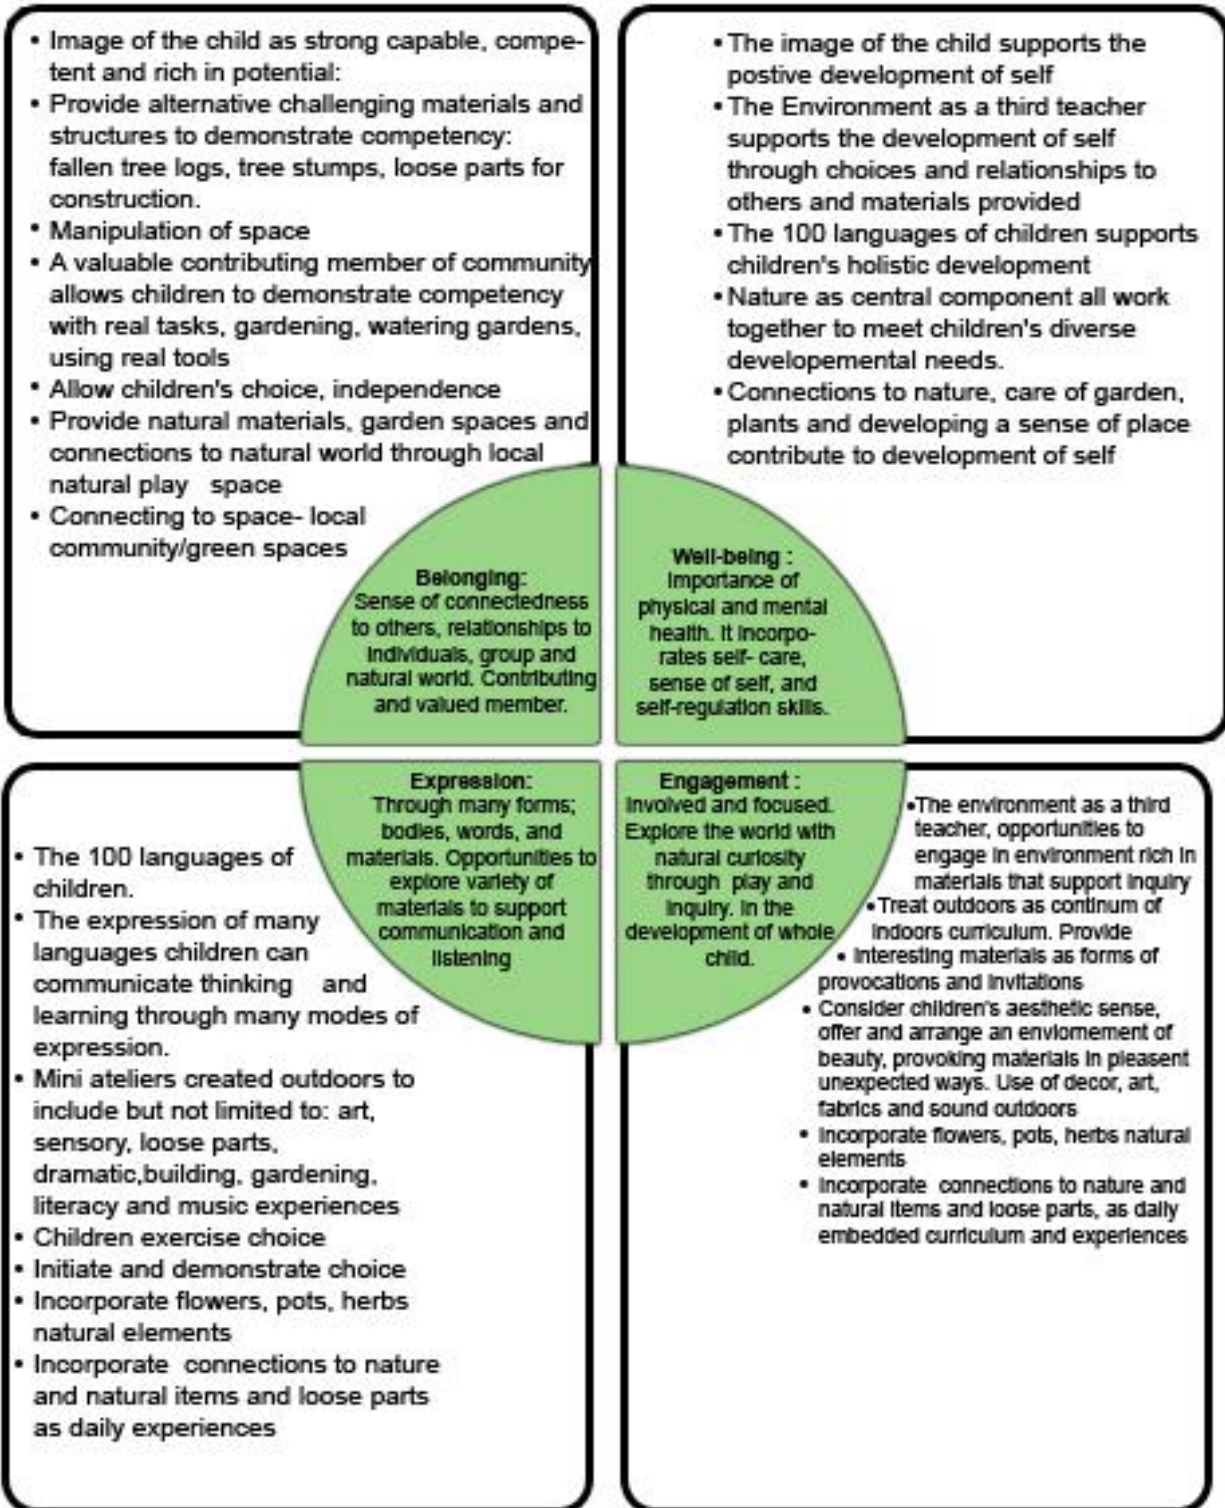 • Image of the child as strong capable, compe-
tent and rich in potential:
• Provide alternative challenging materials and
structures to demonstrate competency:
fallen tree logs, tree stumps, loose parts for
construction.
• Manipulation of space
• A valuable contributing member of community
allows children to demonstrate competency
with real tasks, gardening, watering gardens,
using real tools
• Allow children's choice, independence
• Provide natural materials, garden spaces and
connections to natural world through local
natural play space
• Connecting to space- local
community/green spaces
Belonging:
Sense of connectedness
to others, relationships to
individuals, group and
natural world. Contributing
and valued member.
• The image of the child supports the
postive development of self
• The Environment as a third teacher
supports the development of self
through choices and relationships to
others and materials provided
• The 100 languages of children supports
children's holistic development
• Nature as central component all work
together to meet children's diverse
developemental needs.
• Connections to nature, care of garden,
plants and developing a sense of place
contribute to development of self
Well-being :
Importance of
physical and mental
health. It incorpo-
rates self- care,
sense of self, and
self-regulation skills.
Expression:
Through many forms;
bodies, words, and
materials. Opportunities to
explore variety of
materials to support
communication and
listening
• The 100 languages of
children.
• The expression of many
languages children can
communicate thinking and
learning through many modes of
expression.
• Mini ateliers created outdoors to
include but not limited to: art,
sensory, loose parts,
dramatic,building, gardening,
literacy and music experiences
• Children exercise choice
• Initiate and demonstrate choice
• Incorporate flowers, pots, herbs
natural elements
• Incorporate connections to nature
and natural items and loose parts
as daily experiences
Engagement :
Involved and focused.
Explore the world with
natural curiosity
through play and
inquiry. In the
development of whole
child.
•The environment as a third
teacher, opportunities to
engage in environment rich in
materials that support inquiry
•Treat outdoors as continum of
indoors curriculum. Provide
• interesting materials as forms of
provocations and invitations
• Consider children's aesthetic sense,
offer and arrange an enviornement of
beauty, provoking materials in pleasent
unexpected ways. Use of decor, art,
fabrics and sound outdoors
• Incorporate flowers, pots, herbs natural
elements
• Incorporate connections to nature and
natural items and loose parts, as daily
embedded curriculum and experiences